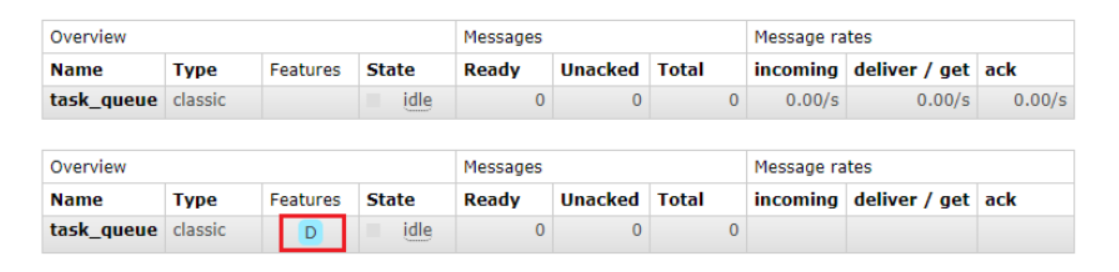 Overview Messages Message rates
Name Type Features State Ready Unacked Total incoming deliver / get ack
task_queue classic idle 0 0 0 0.00/s 0.00/s 0.00/s
Overview Messages Message rates
Name Type Features State Ready Unacked Total incoming deliver / get ack
task_queue classic D idle 0 0 0